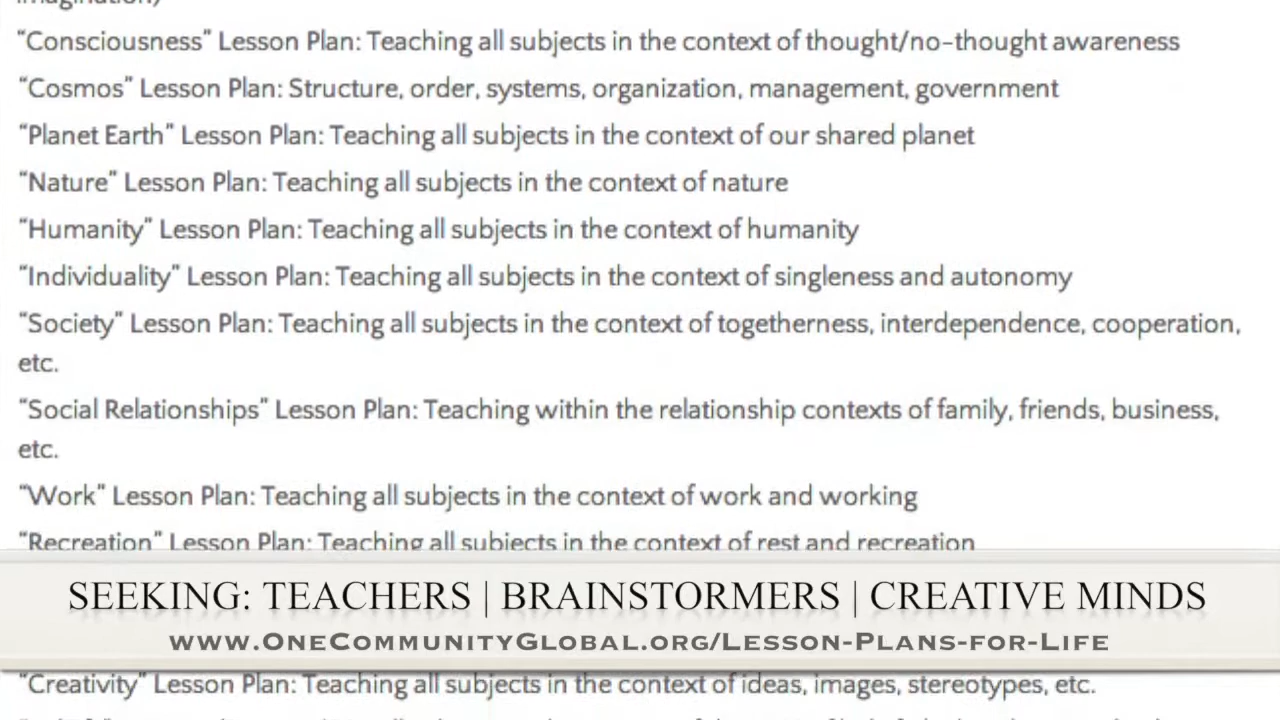 imagination)
“Consciousness” Lesson Plan: Teaching all subjects in the context of thought/no-thought awareness
“Cosmos” Lesson Plan: Structure, order, systems, organization, management, government
“Planet Earth” Lesson Plan: Teaching all subjects in the context of our shared planet
“Nature” Lesson Plan: Teaching all subjects in the context of nature
“Humanity” Lesson Plan: Teaching all subjects in the context of humanity
“Individuality” Lesson Plan: Teaching all subjects in the context of singleness and autonomy
“Society” Lesson Plan: Teaching all subjects in the context of togetherness, interdependence, cooperation,
etc.
“Social Relationships” Lesson Plan: Teaching within the relationship contexts of family, friends, business,
etc.
“Work” Lesson Plan: Teaching all subjects in the context of work and working
“Recreation” Lesson Plan: Teaching all subjects in the context of rest and recreation
SEEKING: TEACHERS | BRAINSTORMERS | CREATIVE MINDS
www.OneCommunityGlobal.org/Lesson-Plans-for-Life
“Creativity” Lesson Plan: Teaching all subjects in the context of ideas, images, stereotypes, etc.